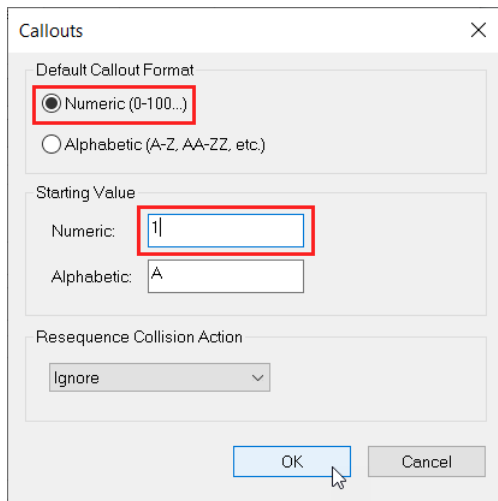 Callouts
Default Callout Format
Numeric (0-100...)
Alphabetic (A-Z, AA-ZZ, etc.)
Starting Value
Numeric: 1
Alphabetic: A
Resequence Collision Action
Ignore
OK Cancel